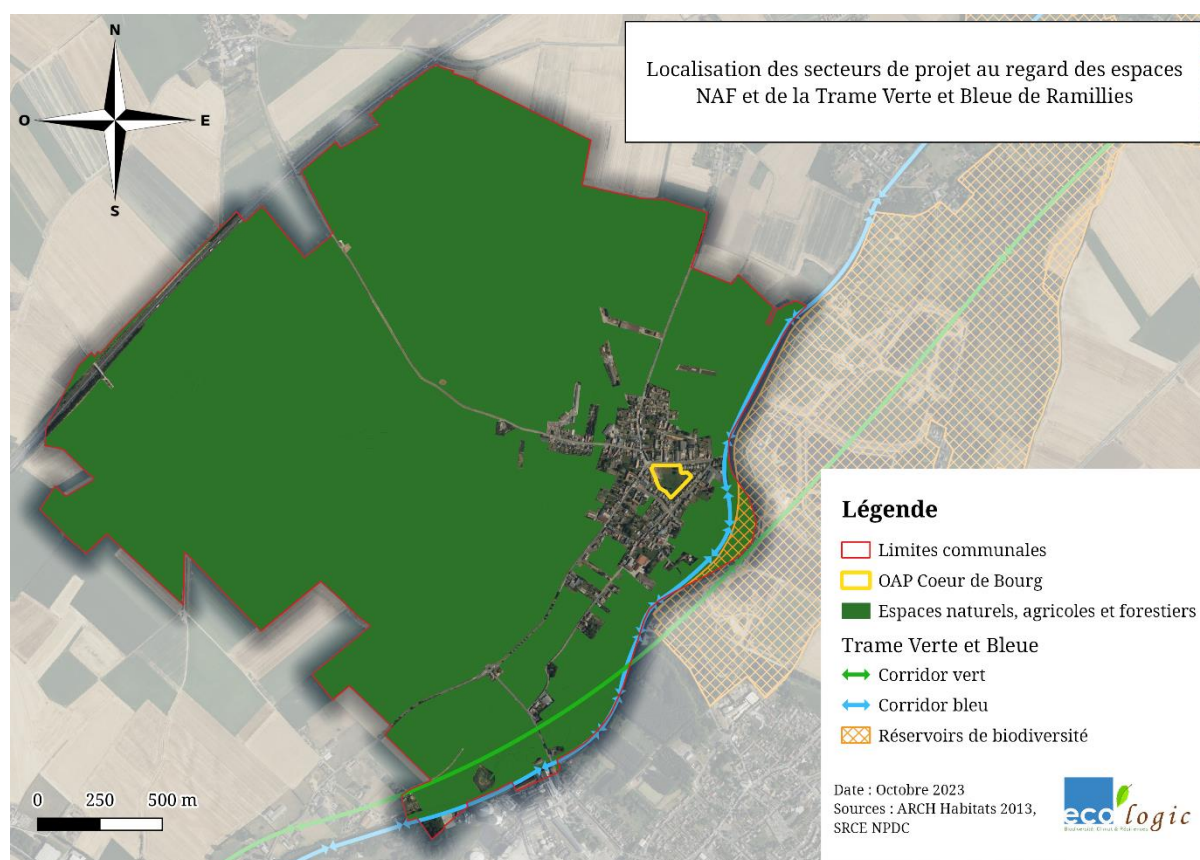 Localisation des secteurs de projet au regard des espaces
NAF et de la Trame Verte et Bleue de Ramillies
N
O
E
S
Légende
Limites communales
OAP Coeur de Bourg
Espaces naturels, agricoles et forestiers
Trame Verte et Bleue
Corridor vert
Corridor bleu
Réservoirs de biodiversité
0 250 500 m
Date : Octobre 2023
Sources : ARCH Habitats 2013,
SRCE NPDC
eco logic